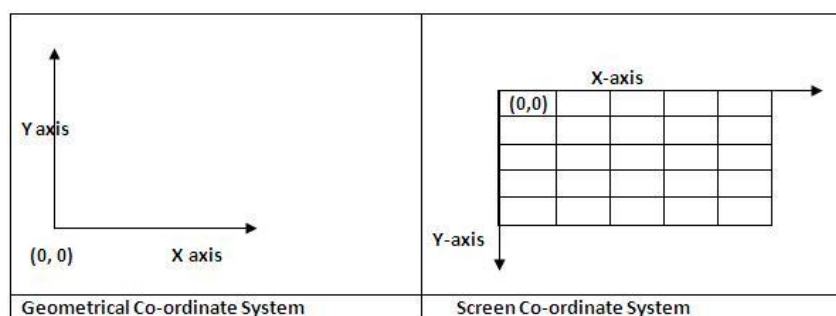 Y axis
(0, 0)
X axis
Geometrical Co-ordinate System
X-axis
(0,0)
Y-axis
Screen Co-ordinate System